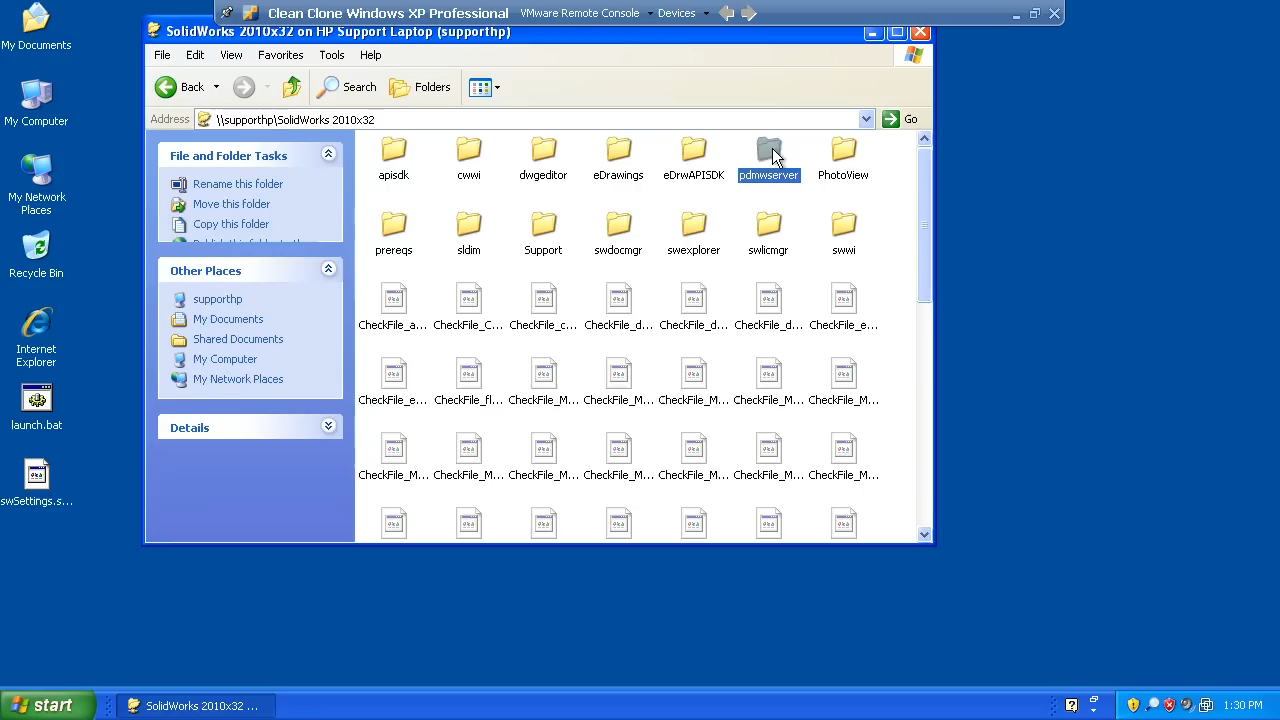 Clean Clone Windows XP Professional VMware Remote Console Devices
My Documents
SolidWorks 2010x32 on HP Support Laptop (supporthp)
File Edit View Favorites Tools Help
Back Search Folders
Address \\supporthp\SolidWorks 2010x32 Go
My Computer
File and Folder Tasks
Rename this folder
Move this folder
Copy this folder
apisdk cwwi dwgeditor eDrawings eDrwAPISDK pdmwserver PhotoView
My Network
Places
prereqs sldim Support swdocmgr swexplorer swlicmgr swwi
Other Places
supporthp
My Documents
Shared Documents
My Computer
My Network Places
Recycle Bin
CheckFile_a... CheckFile_C... CheckFile_c... CheckFile_d... CheckFile_d... CheckFile_d... CheckFile_e...
Internet
Explorer
CheckFile_e... CheckFile_fl... CheckFile_M... CheckFile_M... CheckFile_M... CheckFile_M... CheckFile_M...
Details
launch.bat
CheckFile_M... CheckFile_M... CheckFile_M... CheckFile_M... CheckFile_M... CheckFile_M... CheckFile_M...
swSettings.s...
start SolidWorks 2010x32 ... 1:30 PM